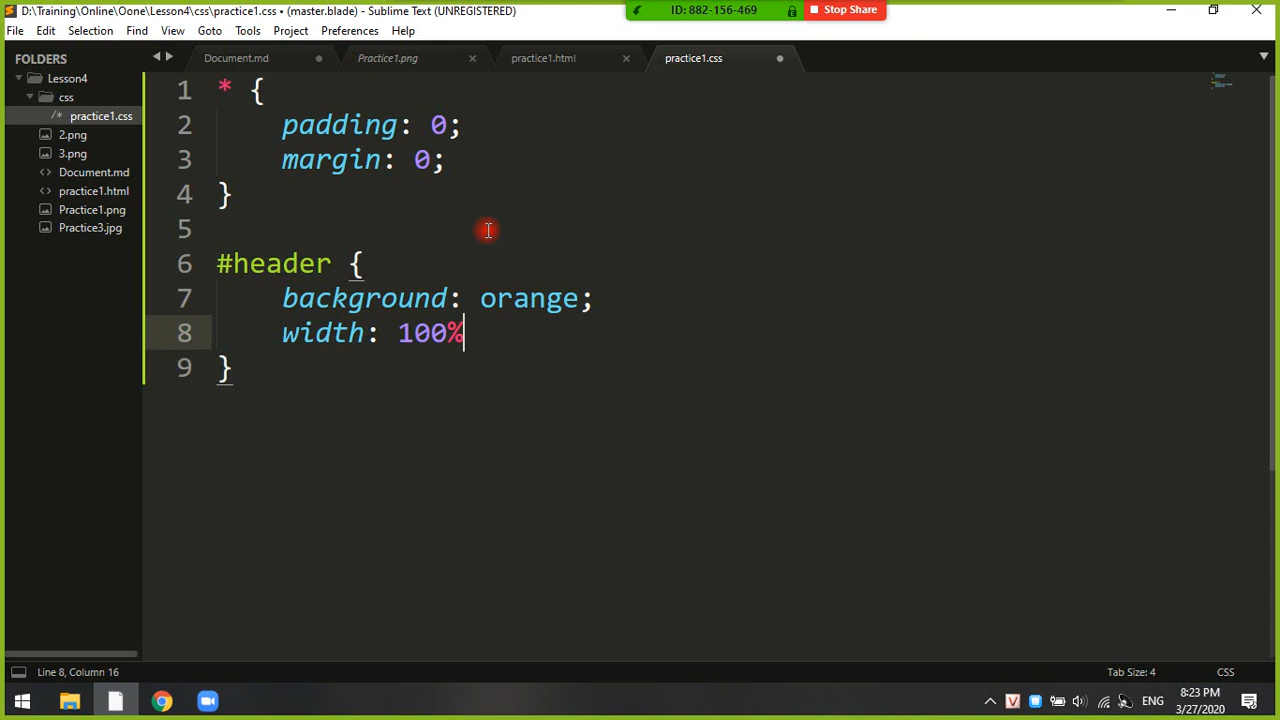 D:\Training\Online\Oone\Lesson4\css\practice1.css • (master.blade) - Sublime Text (UNREGISTERED)
ID: 882-156-469
Stop Share
File Edit Selection Find View Goto Tools Project Preferences Help
FOLDERS
Lesson4
css
/* practice1.css
2.png
3.png
<> Document.md
<> practice1.html
Practice1.png
Practice3.jpg
Document.md Practice1.png practice1.html practice1.css
1 * {
2 padding: 0;
3 margin: 0;
4 }
5
6 #header {
7 background: orange;
8 width: 100%
9 }
Line 8, Column 16
Tab Size: 4
CSS
ENG
8:23 PM
3/27/2020